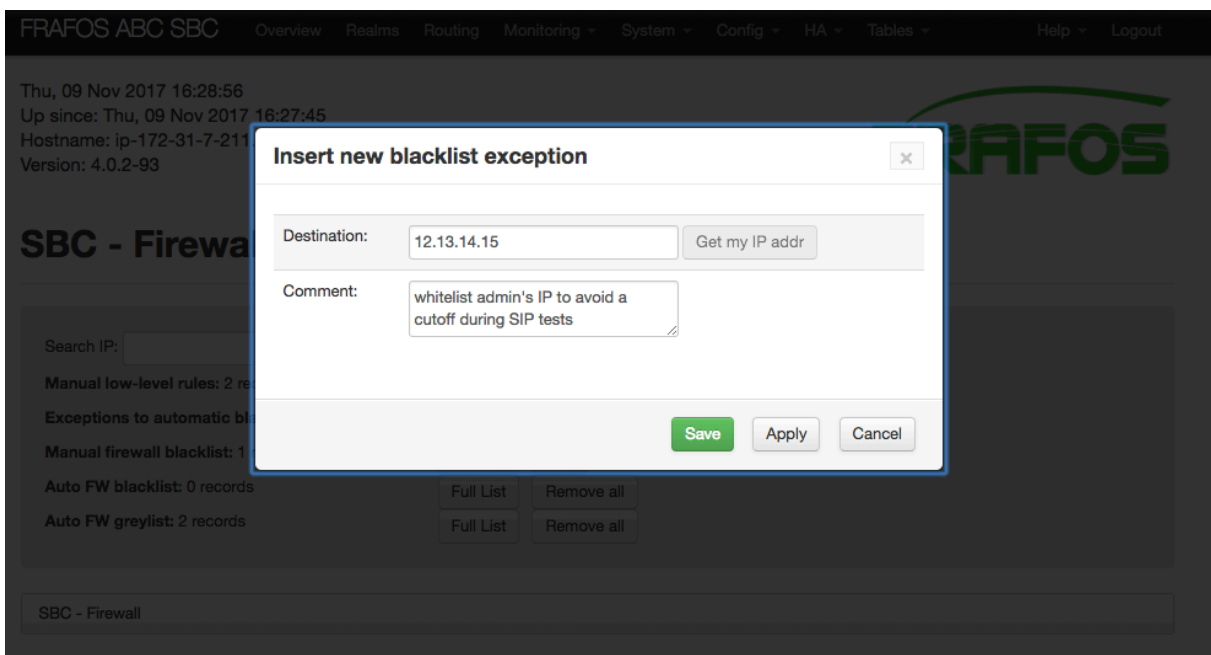 FRAFOS ABC SBC Overview Realms Routing Monitoring System Config HA Tables Help Logout
Thu, 09 Nov 2017 16:28:56
Up since: Thu, 09 Nov 2017 16:27:45
Hostname: ip-172-31-7-211
Version: 4.0.2-93
RAFOS
Insert new blacklist exception
×
SBC - Firewa
Destination: 12.13.14.15 Get my IP addr
Comment: whitelist admin's IP to avoid a
cutoff during SIP tests
Search IP:
Manual low-level rules: 2 re
Exceptions to automatic bla
Manual firewall blacklist: 1
Save Apply Cancel
Auto FW blacklist: 0 records Full List Remove all
Auto FW greylist: 2 records Full List Remove all
SBC - Firewall